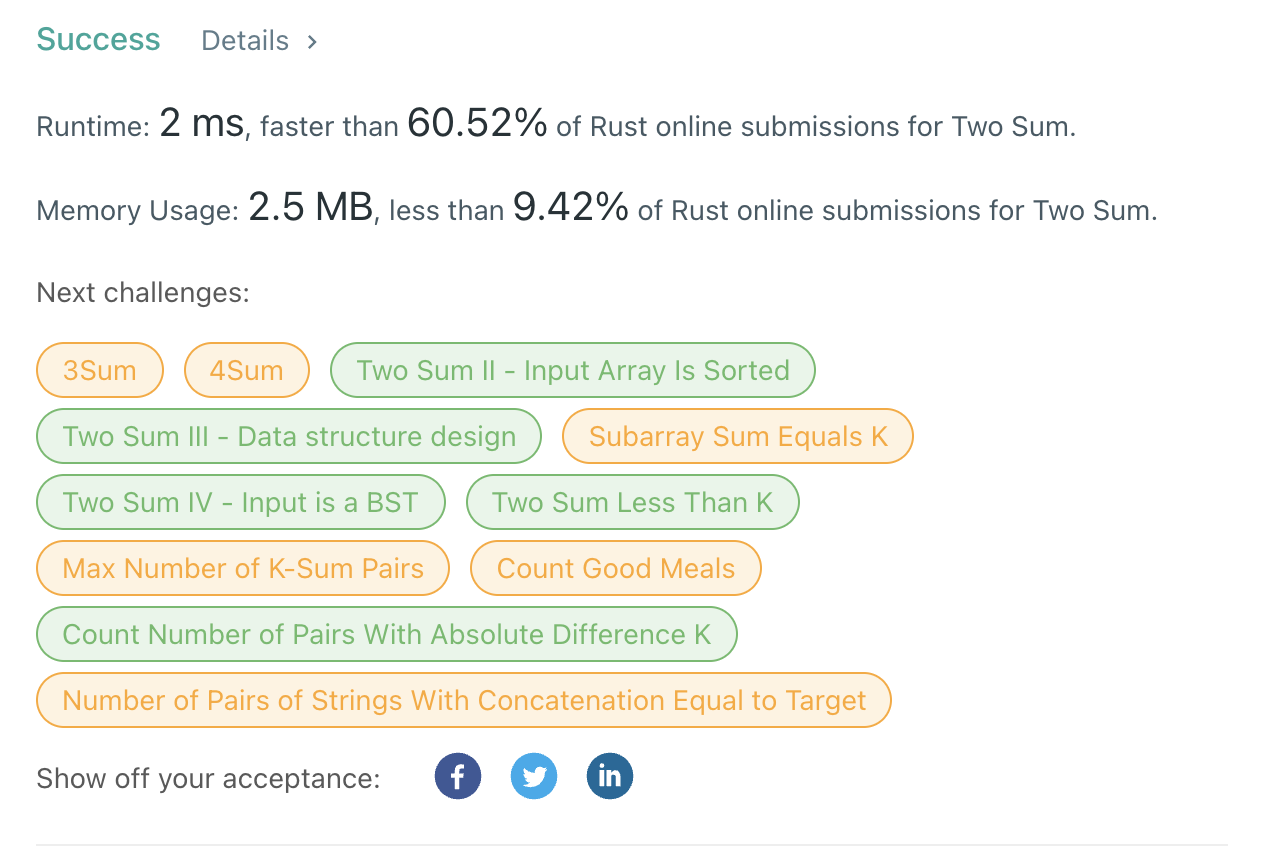 Success Details >
Runtime: 2 ms, faster than 60.52% of Rust online submissions for Two Sum.
Memory Usage: 2.5 MB, less than 9.42% of Rust online submissions for Two Sum.
Next challenges:
3Sum 4Sum Two Sum II - Input Array Is Sorted
Two Sum III - Data structure design Subarray Sum Equals K
Two Sum IV - Input is a BST Two Sum Less Than K
Max Number of K-Sum Pairs Count Good Meals
Count Number of Pairs With Absolute Difference K
Number of Pairs of Strings With Concatenation Equal to Target
Show off your acceptance: f in